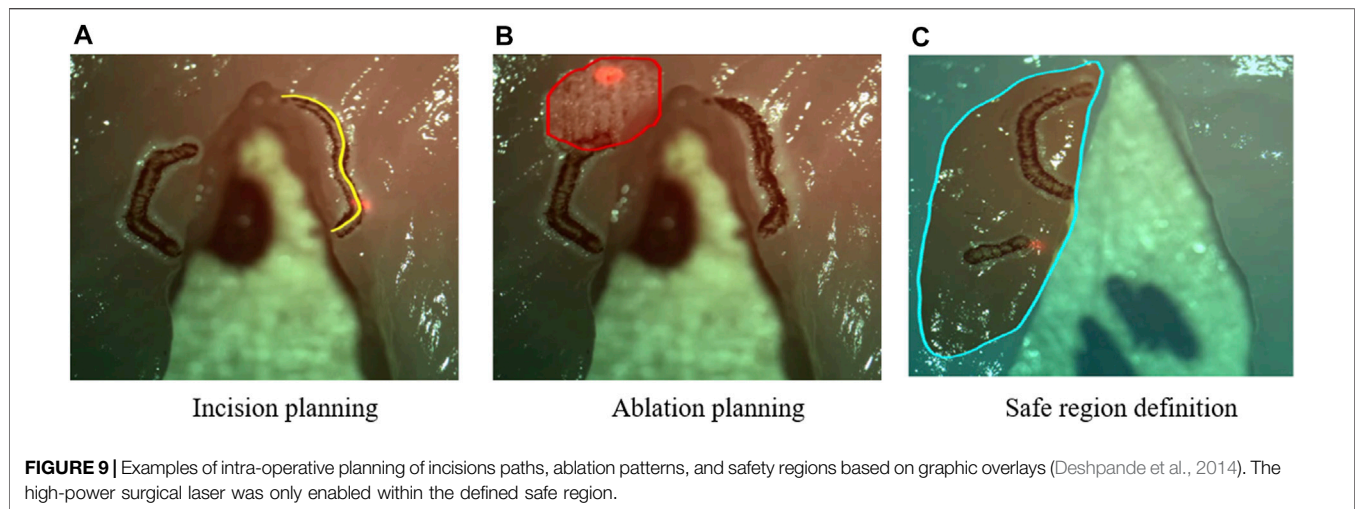 A B C
Incision planning Ablation planning Safe region definition
FIGURE 9 | Examples of intra-operative planning of incisions paths, ablation patterns, and safety regions based on graphic overlays (Deshpande et al., 2014). The
high-power surgical laser was only enabled within the defined safe region.